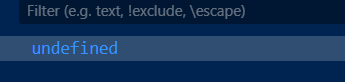 Filter (e.g. text, !exclude, \escape)
undefined